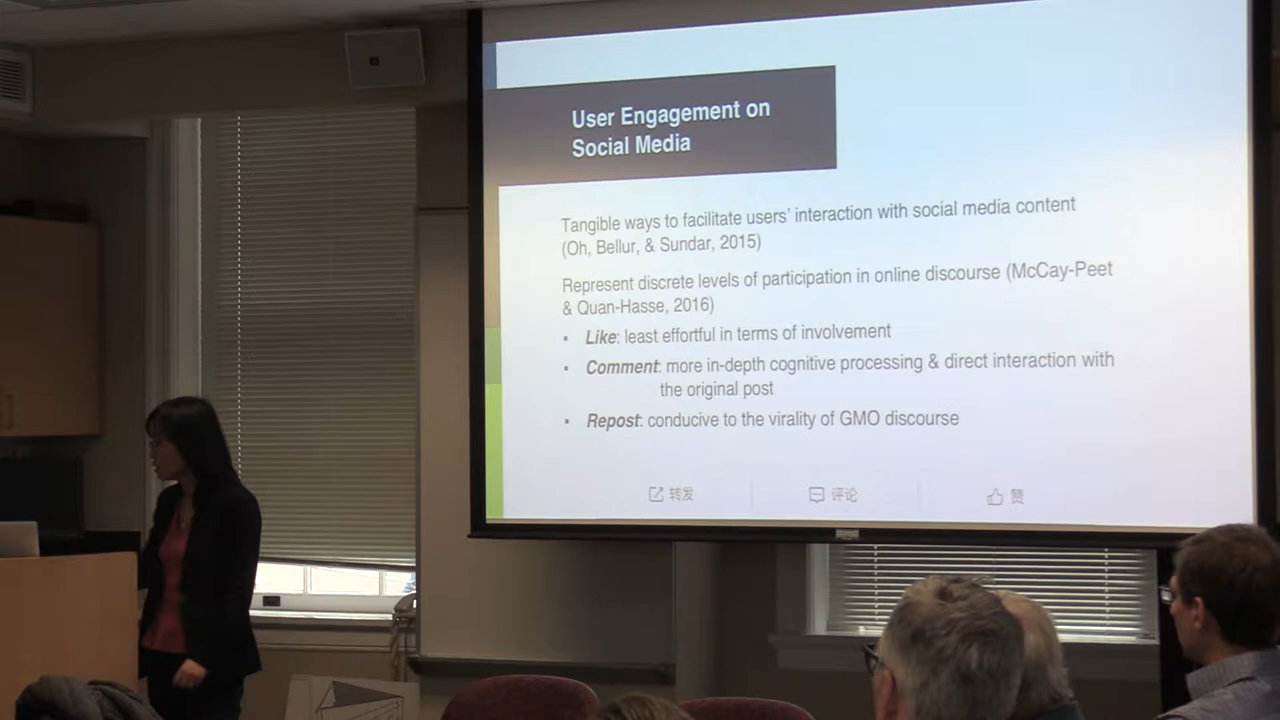 User Engagement on
Social Media
Tangible ways to facilitate users' interaction with social media content
(Oh, Bellur, & Sundar, 2015)
Represent discrete levels of participation in online discourse (McCay-Peet
& Quan-Hasse, 2016)
▪ Like: least effortful in terms of involvement
▪ Comment: more in-depth cognitive processing & direct interaction with
the original post
▪ Repost: conducive to the virality of GMO discourse
转发 评论 赞